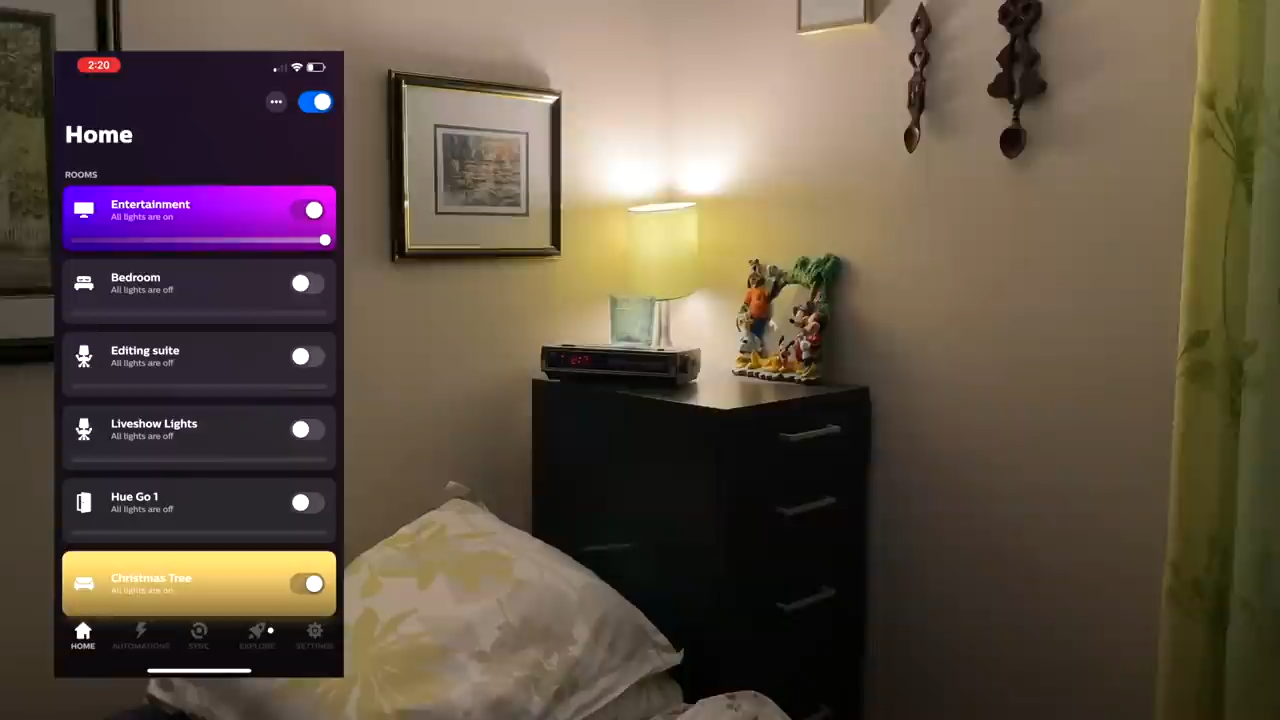 2:20
Home
ROOMS
Entertainment
All lights are on
Bedroom
All lights are off
Editing suite
All lights are off
Liveshow Lights
All lights are off
Hue Go 1
All lights are off
Christmas Tree
All lights are on
HOME AUTOMATIONS SYNC EXPLORE SETTINGS